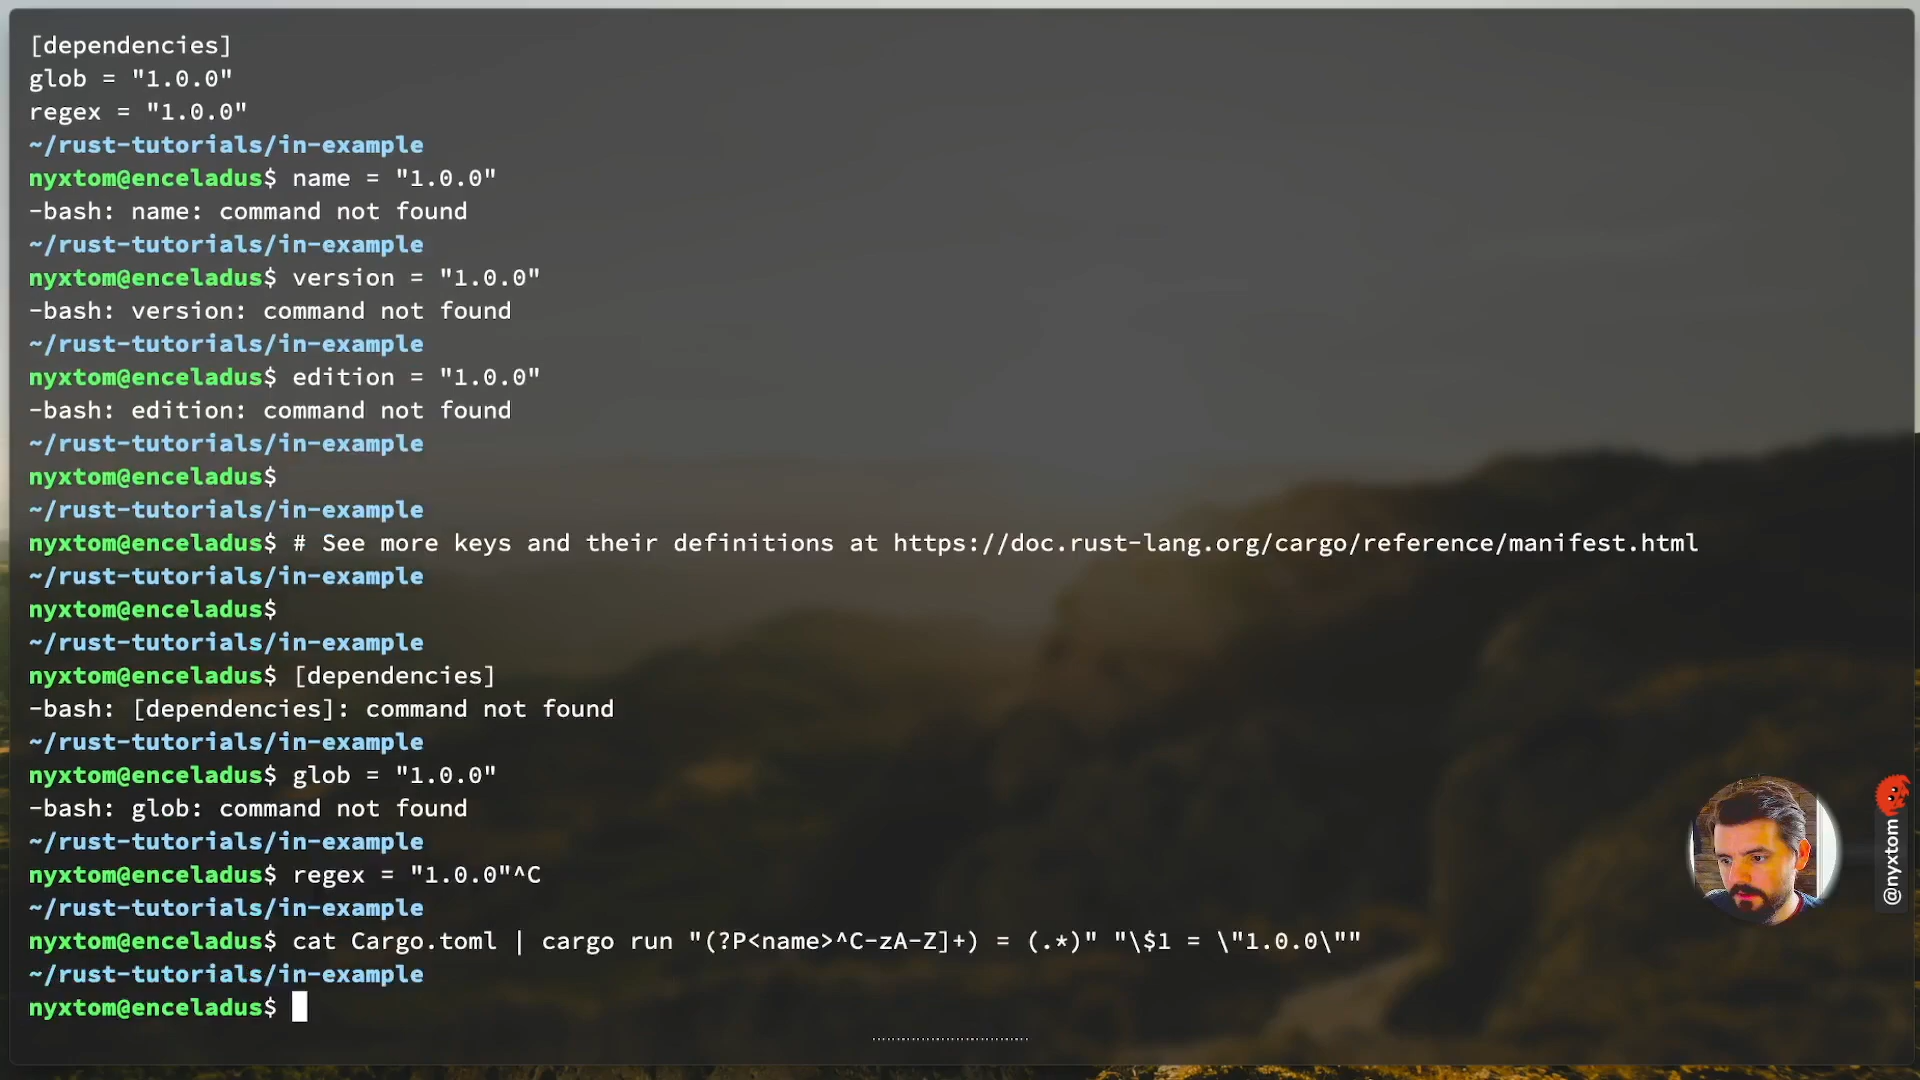 [dependencies]
glob = "1.0.0"
regex = "1.0.0"
~/rust-tutorials/in-example
nyxtom@enceladus$ name = "1.0.0"
-bash: name: command not found
~/rust-tutorials/in-example
nyxtom@enceladus$ version = "1.0.0"
-bash: version: command not found
~/rust-tutorials/in-example
nyxtom@enceladus$ edition = "1.0.0"
-bash: edition: command not found
~/rust-tutorials/in-example
nyxtom@enceladus$
~/rust-tutorials/in-example
nyxtom@enceladus$ # See more keys and their definitions at https://doc.rust-lang.org/cargo/reference/manifest.html
~/rust-tutorials/in-example
nyxtom@enceladus$
~/rust-tutorials/in-example
nyxtom@enceladus$ [dependencies]
-bash: [dependencies]: command not found
~/rust-tutorials/in-example
nyxtom@enceladus$ glob = "1.0.0"
-bash: glob: command not found
~/rust-tutorials/in-example
nyxtom@enceladus$ regex = "1.0.0"^C
~/rust-tutorials/in-example
nyxtom@enceladus$ cat Cargo.toml | cargo run "(?P<name>^C-zA-Z]+) = (.*)" "\$1 = \"1.0.0\""
~/rust-tutorials/in-example
nyxtom@enceladus$
@nyxtom